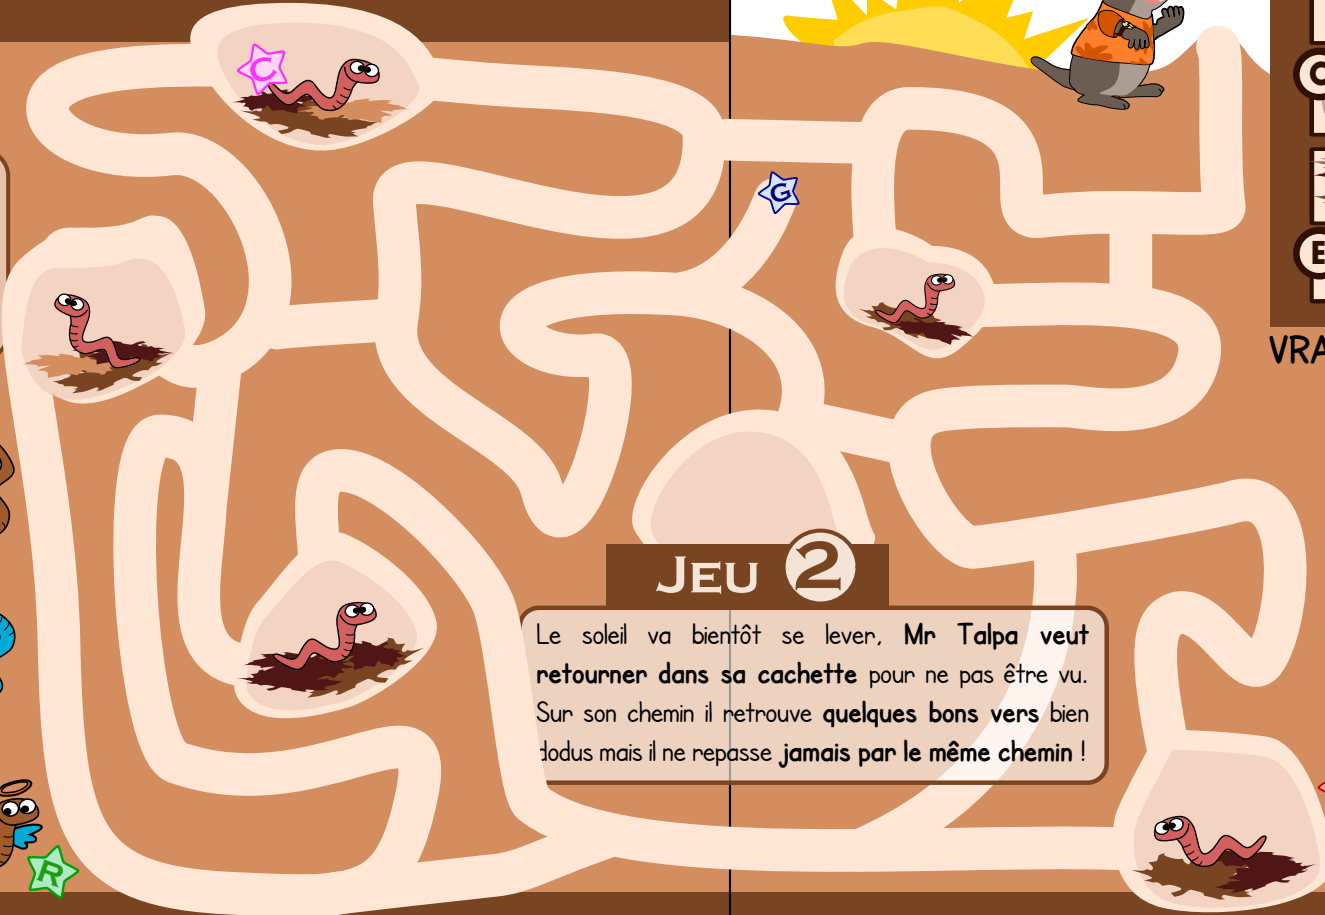 C
G
C
E
VRA
JEU 2
Le soleil va bientôt se lever, Mr Talpa veut
retourner dans sa cachette pour ne pas être vu.
Sur son chemin il retrouve quelques bons vers bien
dodus mais il ne repasse jamais par le même chemin !
R